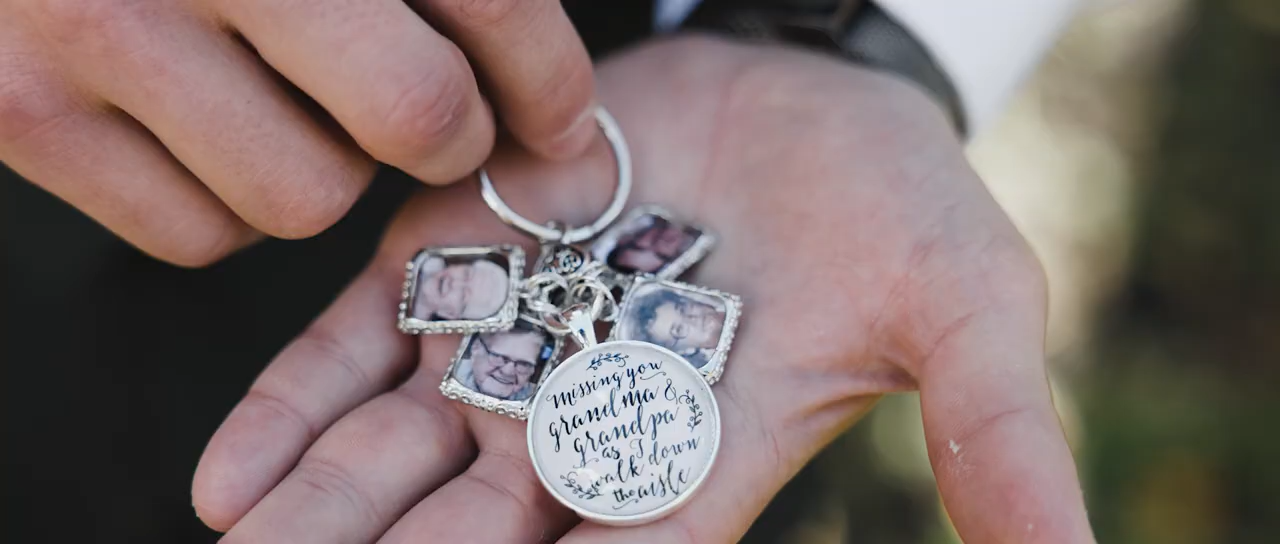 missing you
grandma &
grandpa
as I
walk down
the aisle